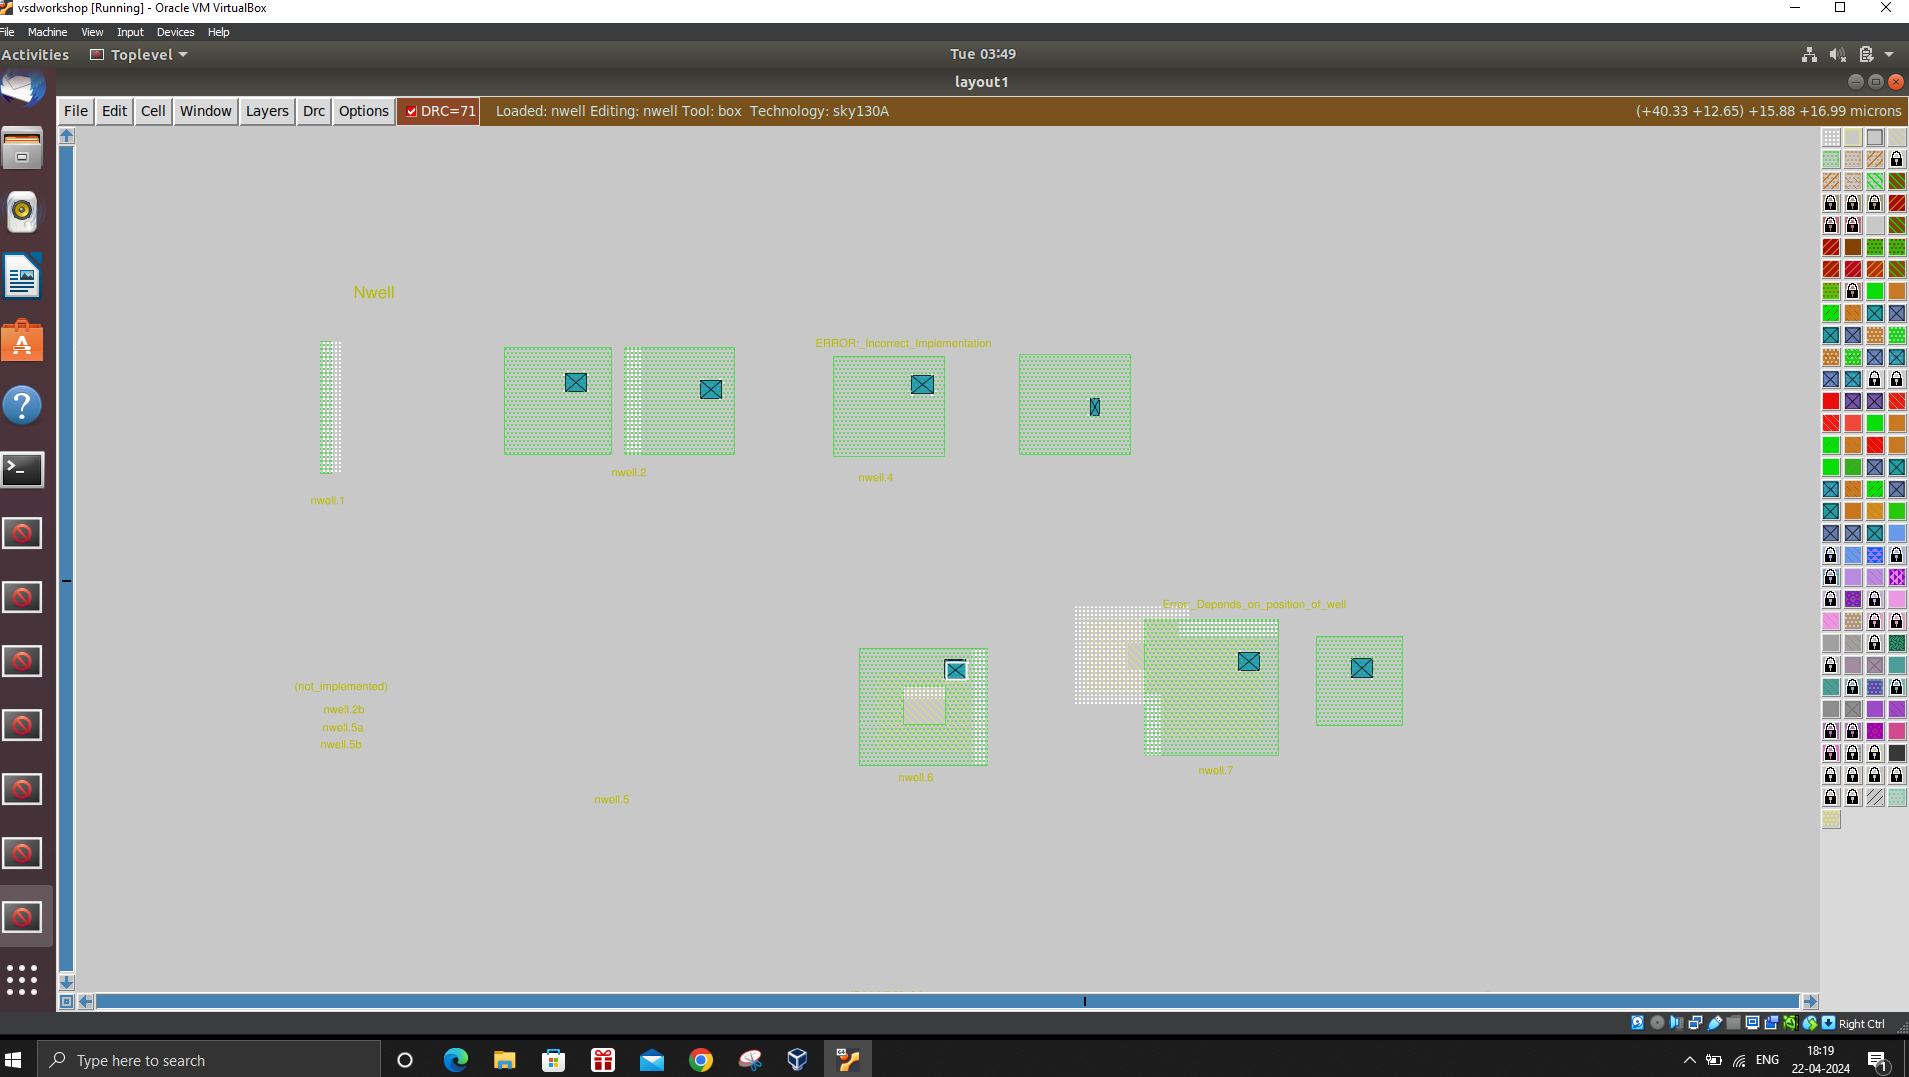 vsdworkshop [Running] - Oracle VM VirtualBox
File Machine View Input Devices Help
Activities Toplevel Tue 03:49
layout1
File Edit Cell Window Layers Drc Options DRC=71 Loaded: nwell Editing: nwell Tool: box Technology: sky130A (+40.33 +12.65) +15.88 +16.99 microns
Nwell
ERROR:_Incorrect_Implementation
nwell.2
nwell.4
nwell.1
Error:_Depends_on_position_of_well
(not_implemented)
nwell.2b
nwell.5a
nwell.5b
nwell.7
nwell.6
nwell.5
Right Ctrl
Type here to search
ENG
18:19
22-04-2024
1